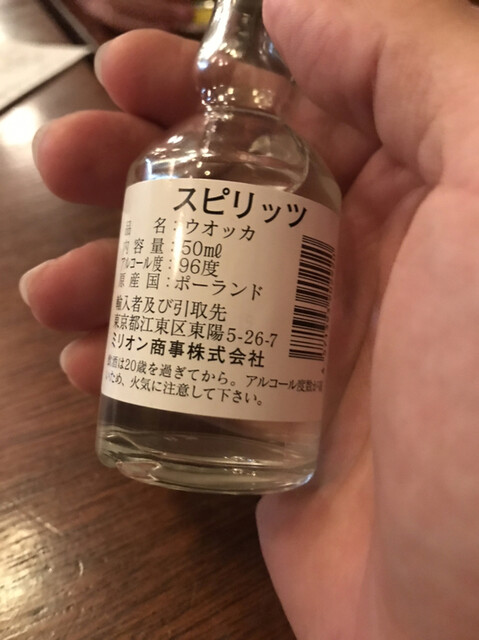 スピリッツ
品名:ウオッカ
内容量:50ml
アルコール度:96度
原産国:ポーランド
輸入者及び引取先
東京都江東区東陽5-26-7
ミリオン商事株式会社
飲酒は20歳を過ぎてから。アルコール度数が
ため、火気に注意して下さい。